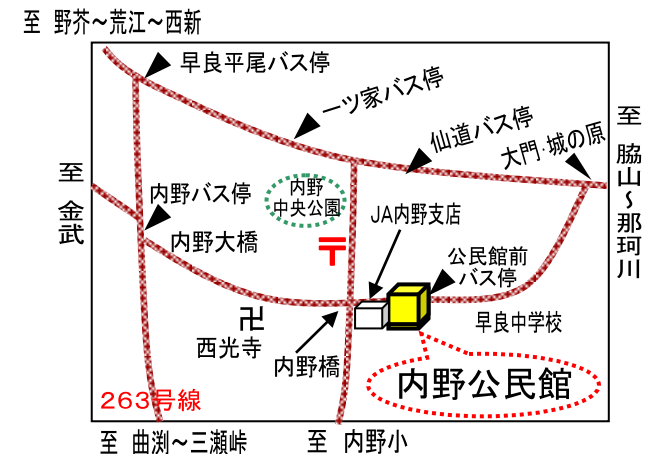 至 野芥～荒江～西新
早良平尾バス停
一ツ家バス停
仙道バス停
大門・城の原
至 脇山～那珂川
至 金武
内野バス停
内野
中央公園
内野大橋
〒
JA内野支店
公民館前
バス停
卍
西光寺
内野橋
早良中学校
内野公民館
263号線
至 曲渕～三瀬峠
至 内野小